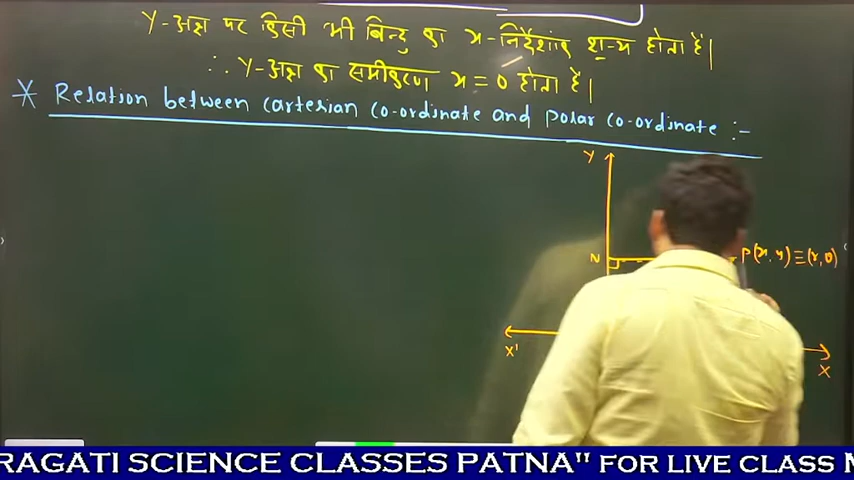 Y-अक्ष पर किसी भी बिन्दु का x-निर्देशांक शून्य होता है|
∴ Y-अक्ष का समीकरण x = 0 होता है|
* Relation between Carterian Co-ordinate and Polar Co-ordinate :-
Y
N
P(x, y) ≡ (r, θ)
X'
X
RAGATI SCIENCE CLASSES PATNA" FOR LIVE CLASS M